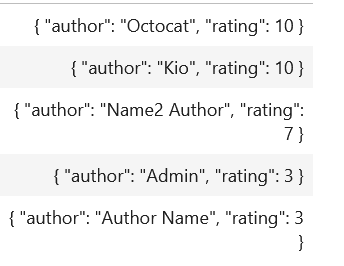 { "author": "Octocat", "rating": 10 }
{ "author": "Kio", "rating": 10 }
{ "author": "Name2 Author", "rating":
7 }
{ "author": "Admin", "rating": 3 }
{ "author": "Author Name", "rating": 3
}